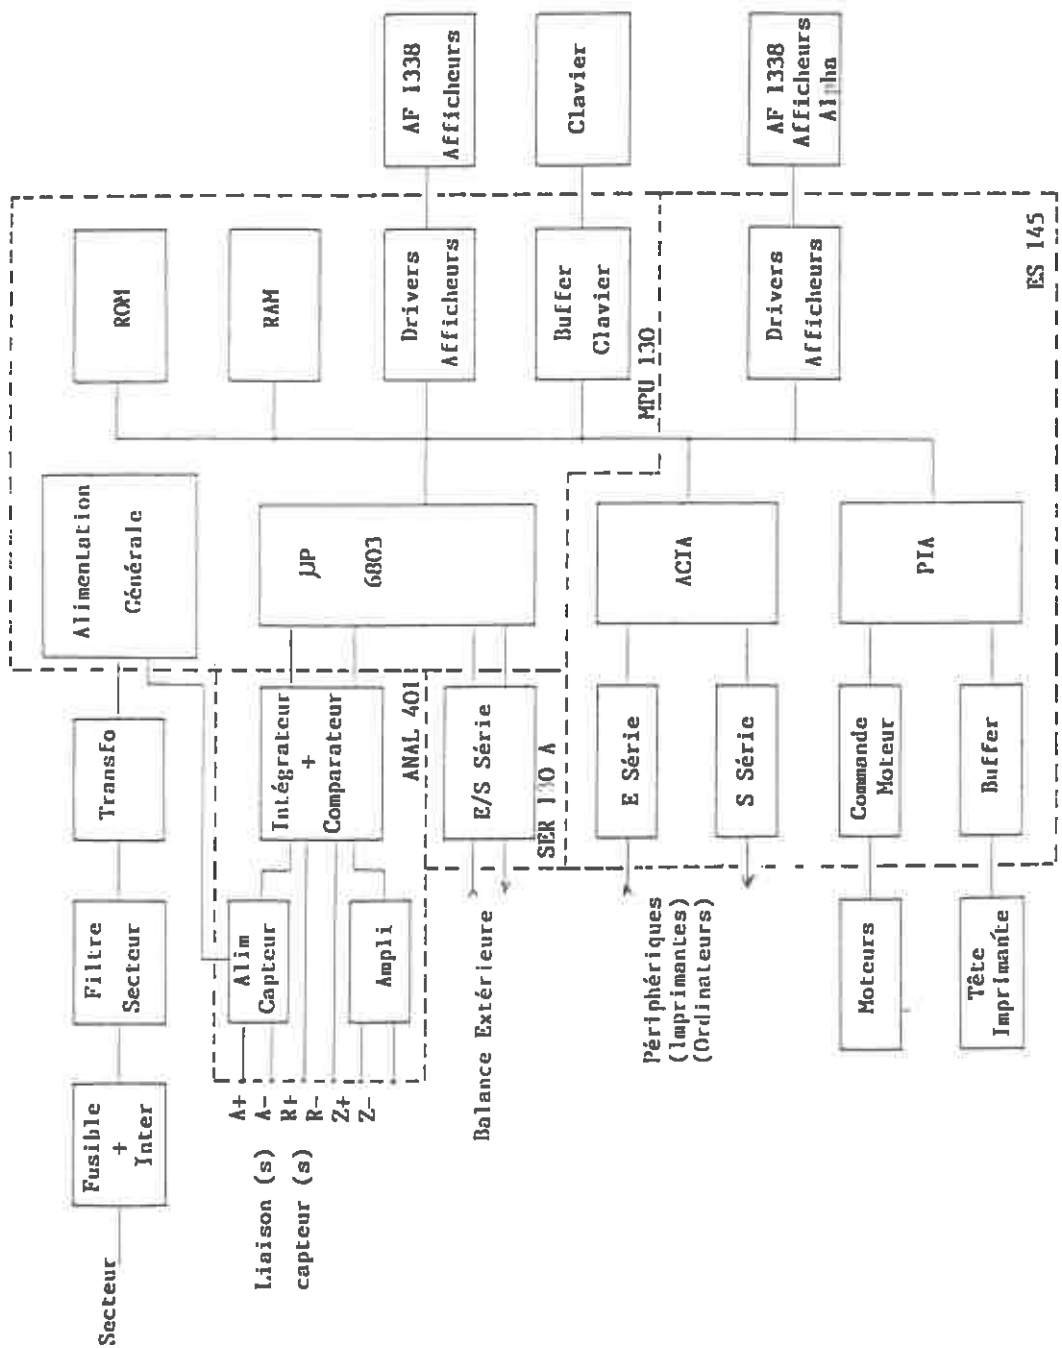 Secteur
Fusible
+
Inter
Filtre
Secteur
Transfo
Alimentation
Générale
ROM
Liaison (s)
capteur (s)
A+
A-
R+
R-
Z+
Z-
Alim
Capteur
Ampli
Intégrateur
+
Comparateur
ANAL 401
µP
6803
RAM
Drivers
Afficheurs
AF 1338
Afficheurs
Balance Extérieure
E/S Série
SER 130 A
Buffer
Clavier
Clavier
MPU 130
Périphériques
(Imprimantes)
(Ordinateurs)
E Série
S Série
ACIA
Drivers
Afficheurs
AF 1338
Afficheurs
Alpha
Moteurs
Commande
Moteur
PIA
Tête
Imprimante
Buffer
ES 145